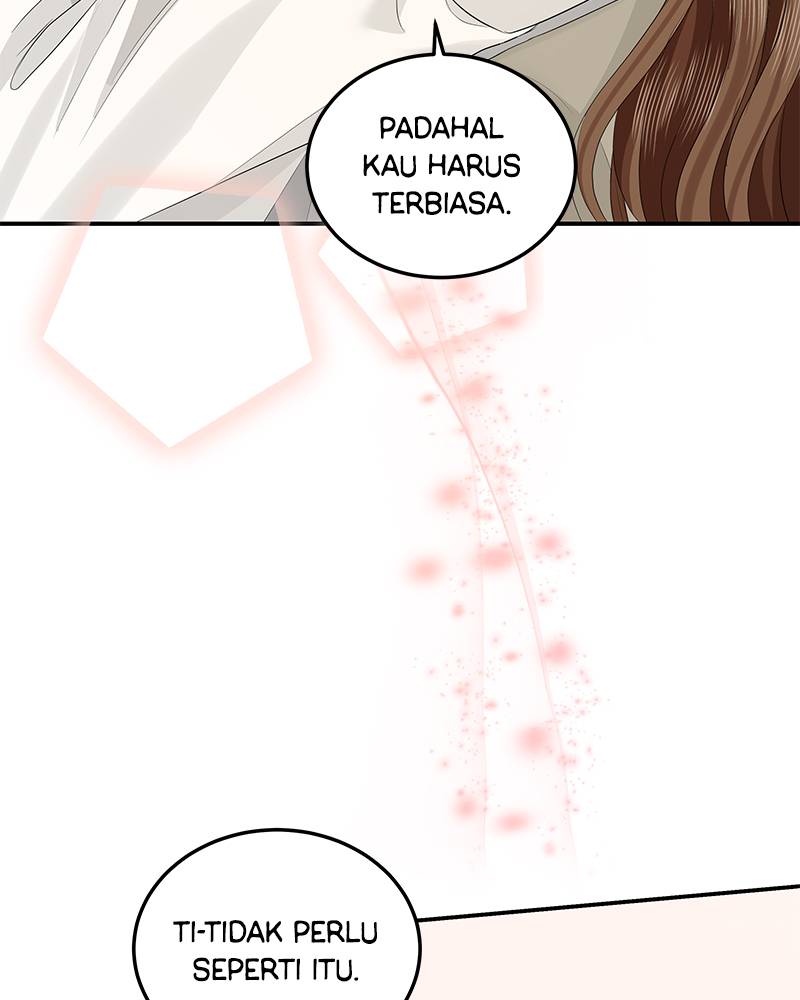 PADAHAL
KAU HARUS
TERBIASA.
TI-TIDAK PERLU
SEPERTI ITU.